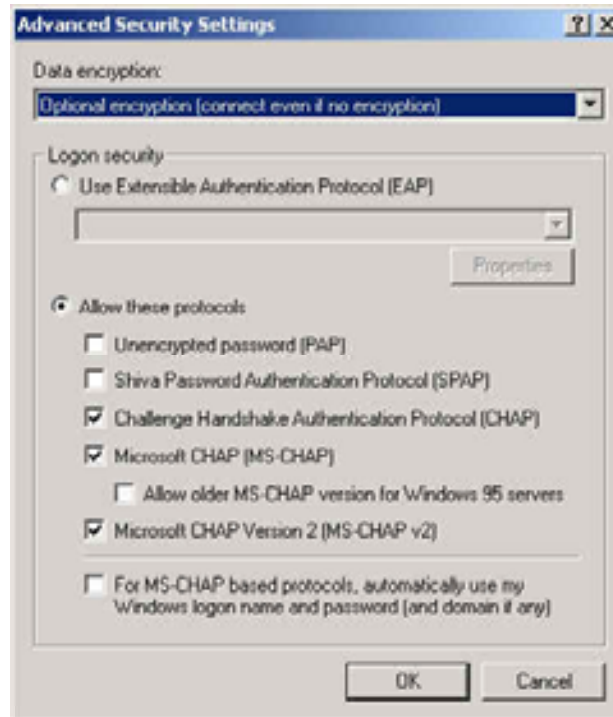 Advanced Security Settings
Data encryption:
Optional encryption (connect even if no encryption)
Logon security
Use Extensible Authentication Protocol (EAP)
Properties
Allow these protocols
Unencrypted password (PAP)
Shiva Password Authentication Protocol (SPAP)
Challenge Handshake Authentication Protocol (CHAP)
Microsoft CHAP (MS-CHAP)
Allow older MS-CHAP version for Windows 95 servers
Microsoft CHAP Version 2 (MS-CHAP v2)
For MS-CHAP based protocols, automatically use my
Windows logon name and password (and domain if any)
OK Cancel